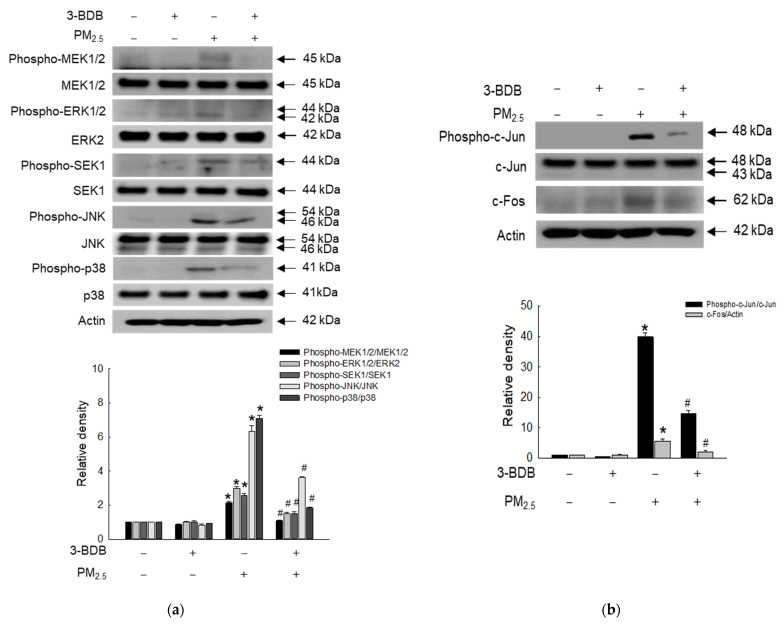 3-BDB − + − +
PM2.5 − − + +
Phospho-MEK1/2 45 kDa
MEK1/2 45 kDa
Phospho-ERK1/2 44 kDa
42 kDa
ERK2 42 kDa
Phospho-SEK1 44 kDa
SEK1 44 kDa
Phospho-JNK 54 kDa
46 kDa
JNK 54 kDa
46 kDa
Phospho-p38 41 kDa
p38 41kDa
Actin 42 kDa
Relative density
10
8
6
4
2
0
Phospho-MEK1/2/MEK1/2
Phospho-ERK1/2/ERK2
Phospho-SEK1/SEK1
Phospho-JNK/JNK
Phospho-p38/p38
* * * * *
# # # # #
3-BDB − + − +
PM2.5 − − + +
(a)
3-BDB − + − +
PM2.5 − − + +
Phospho-c-Jun 48 kDa
c-Jun 48 kDa
43 kDa
c-Fos 62 kDa
Actin 42 kDa
Relative density
50
40
30
20
10
0
Phospho-c-Jun/c-Jun
c-Fos/Actin
* *
# #
3-BDB − + − +
PM2.5 − − + +
(b)